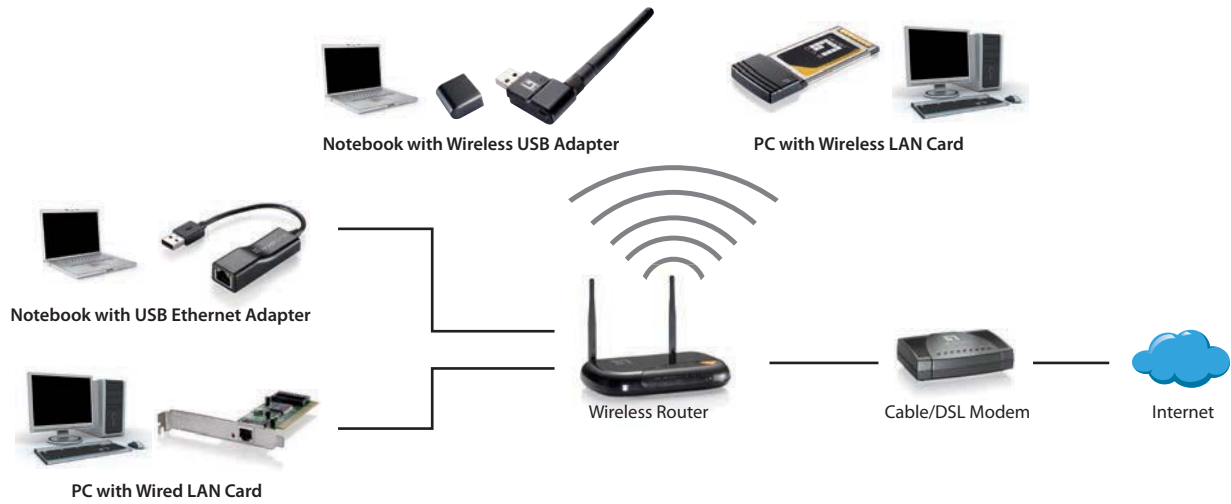 Notebook with Wireless USB Adapter
PC with Wireless LAN Card
Notebook with USB Ethernet Adapter
Wireless Router
Cable/DSL Modem
Internet
PC with Wired LAN Card